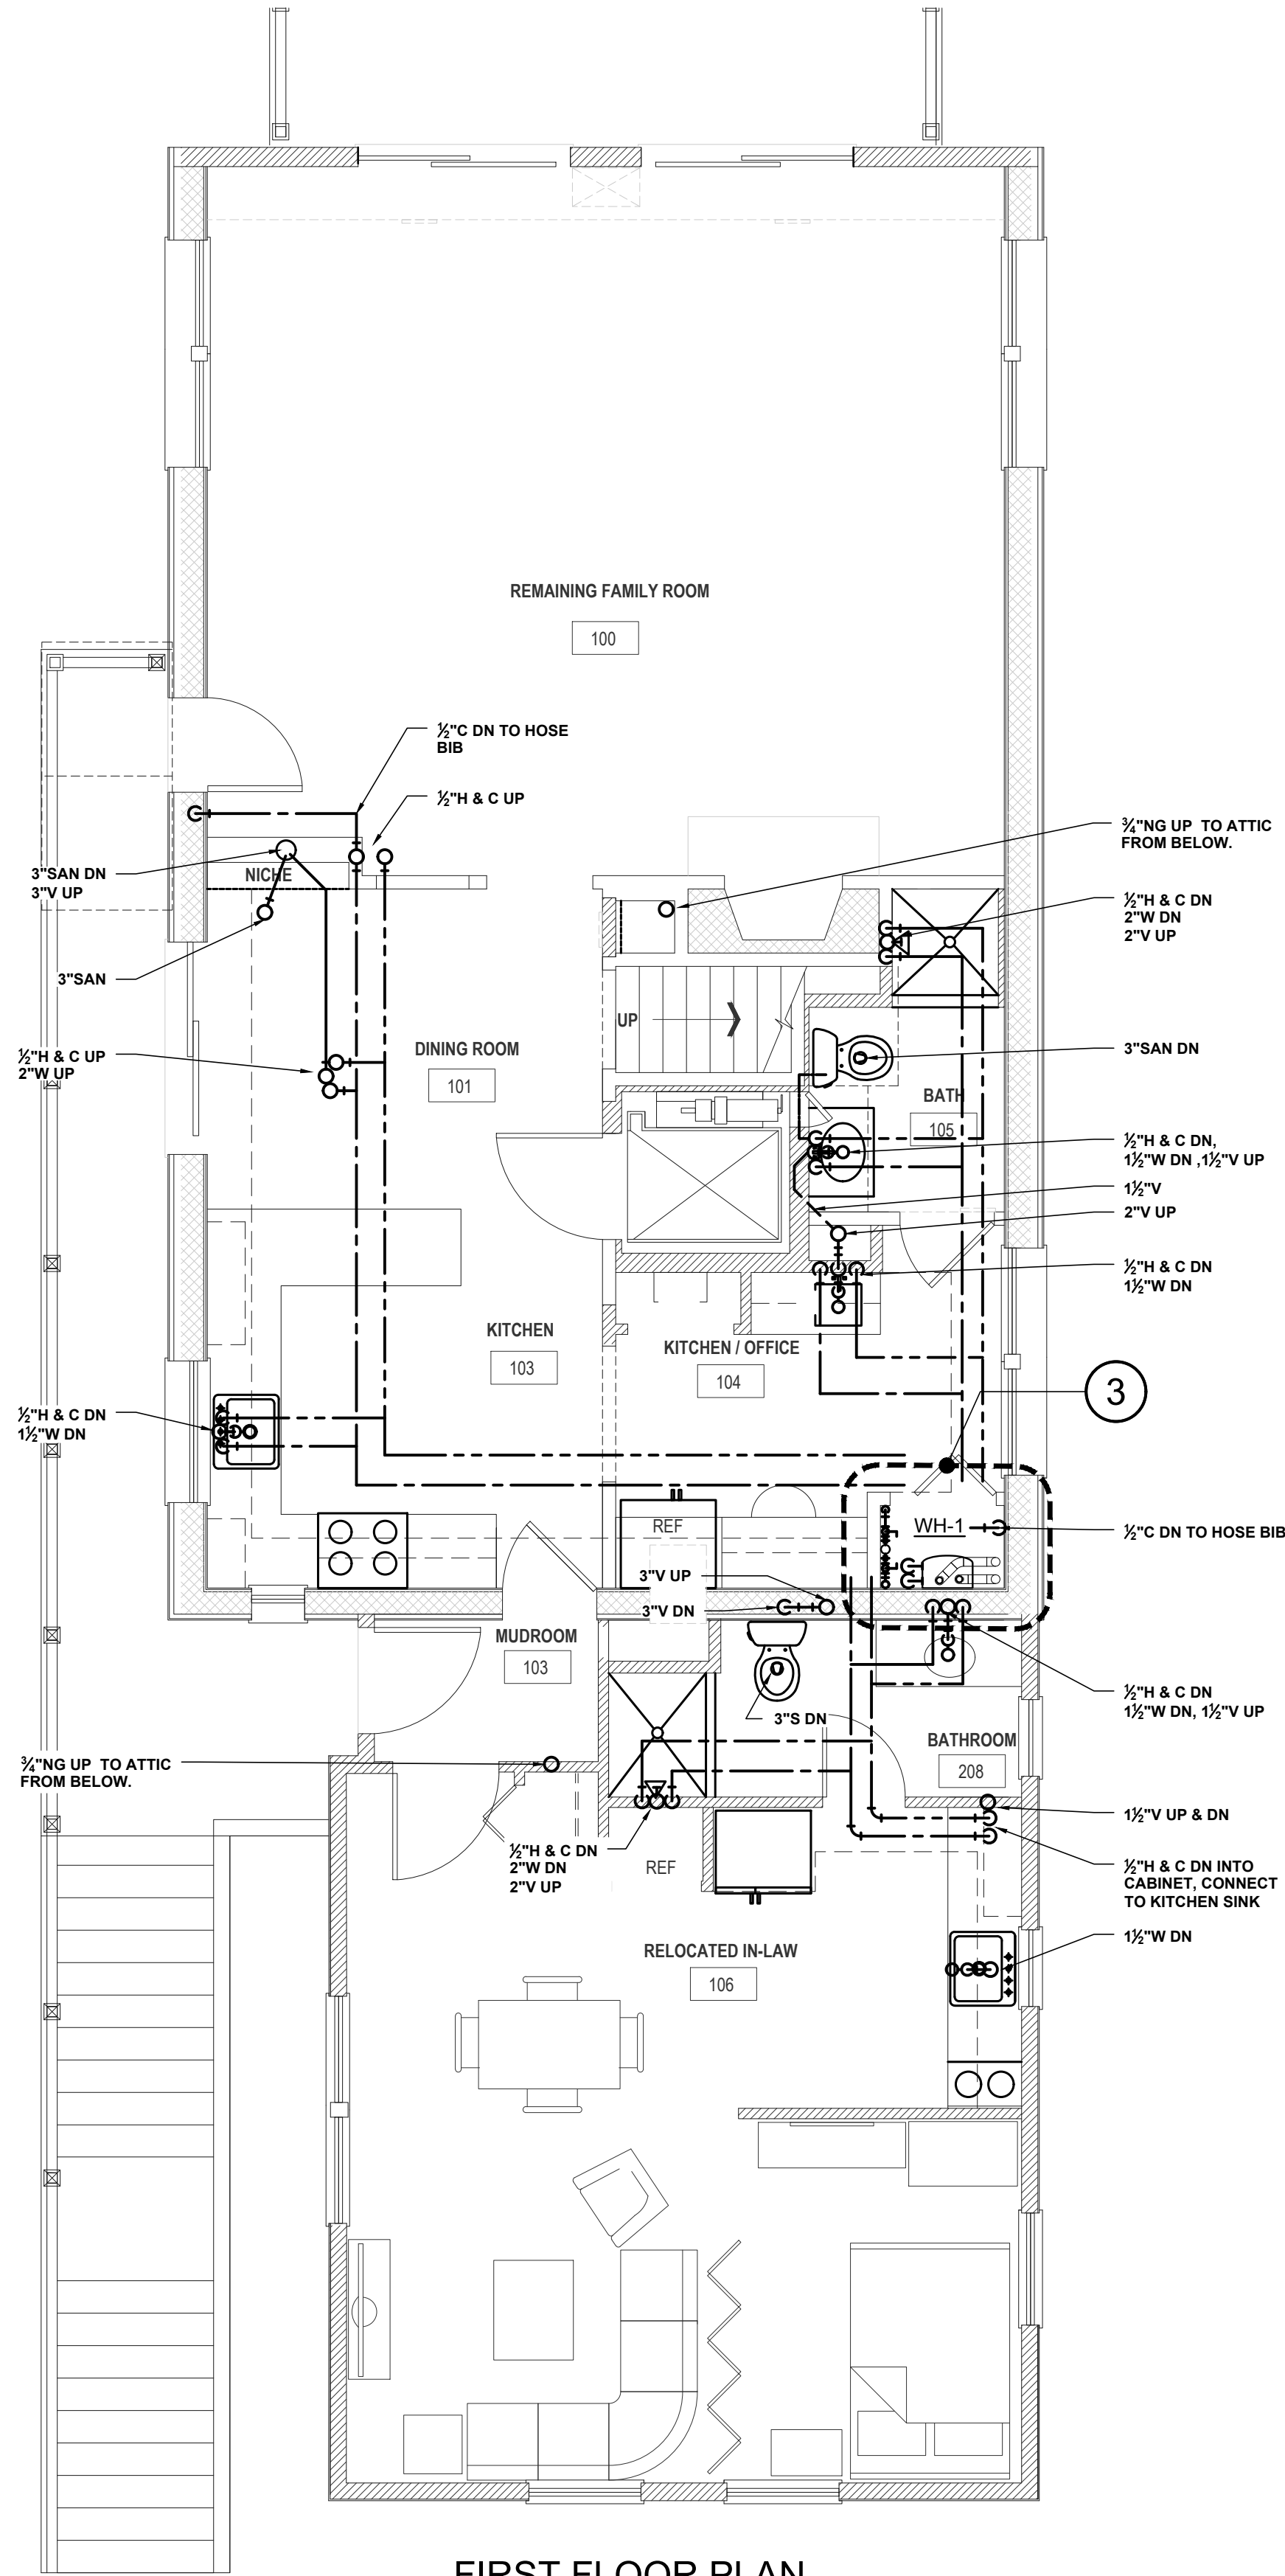 REMAINING FAMILY ROOM
100
½"C DN TO HOSE
BIB
½"H & C UP
¾"NG UP TO ATTIC
FROM BELOW.
3"SAN DN
3"V UP
NICHE
½"H & C DN
2"W DN
2"V UP
3"SAN
UP
½"H & C UP
2"W UP
DINING ROOM
101
3"SAN DN
BATH
105
½"H & C DN,
1½"W DN ,1½"V UP
1½"V
2"V UP
½"H & C DN
1½"W DN
KITCHEN
103
KITCHEN / OFFICE
104
3
½"H & C DN
1½"W DN
REF
WH-1
½"C DN TO HOSE BIB
3"V UP
3"V DN
MUDROOM
103
½"H & C DN
1½"W DN, 1½"V UP
3"S DN
BATHROOM
208
¾"NG UP TO ATTIC
FROM BELOW.
1½"V UP & DN
½"H & C DN
2"W DN
2"V UP
REF
½"H & C DN INTO
CABINET, CONNECT
TO KITCHEN SINK
1½"W DN
RELOCATED IN-LAW
106
FIRST FLOOR PLAN